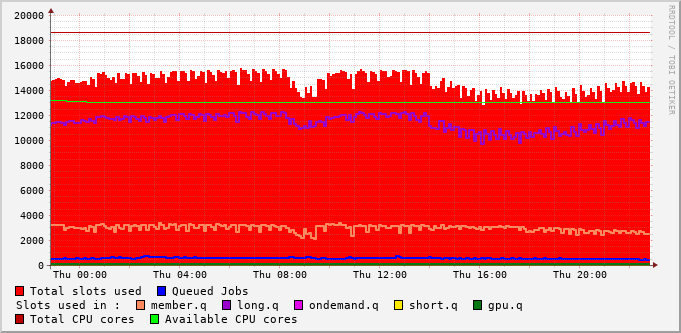 20000
18000
16000
14000
12000
10000
8000
6000
4000
2000
0
Thu 00:00 Thu 04:00 Thu 08:00 Thu 12:00 Thu 16:00 Thu 20:00
Total slots used Queued Jobs
Slots used in : member.q long.q ondemand.q short.q gpu.q
Total CPU cores Available CPU cores
RRDTOOL / TOBI OETIKER